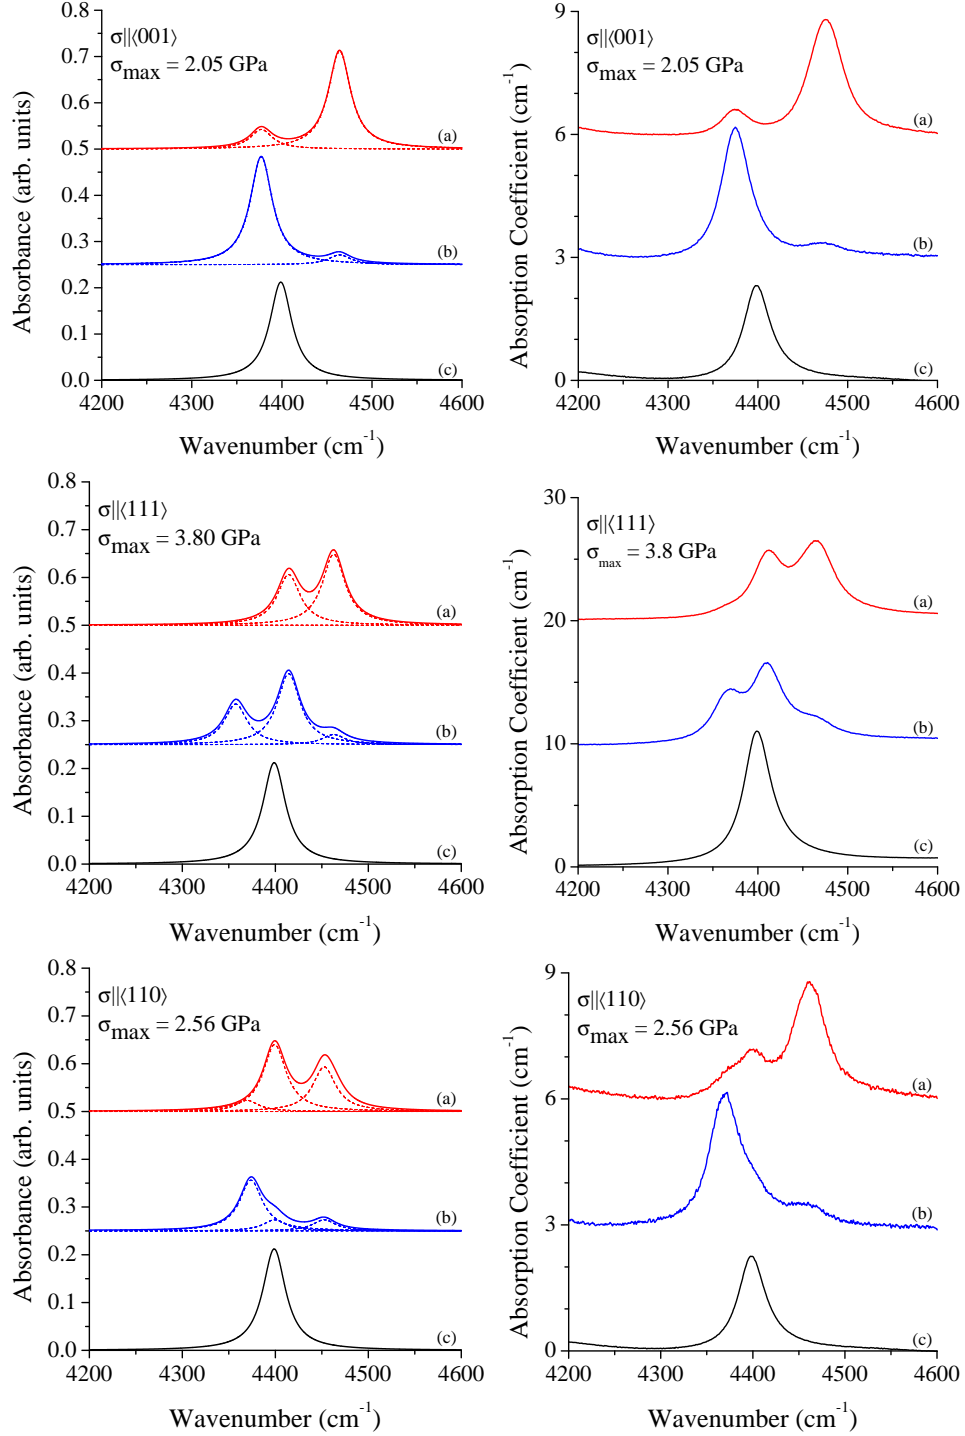 σ||⟨001⟩
σmax = 2.05 GPa
0.8
0.7
0.6
0.5
0.4
0.3
0.2
0.1
0.0
(a)
(b)
(c)
4200 4300 4400 4500 4600
Absorbance (arb. units)
Wavenumber (cm-1)
σ||⟨001⟩
σmax = 2.05 GPa
9
6
3
0
(a)
(b)
(c)
4200 4300 4400 4500 4600
Absorption Coefficient (cm-1)
Wavenumber (cm-1)
σ||⟨111⟩
σmax = 3.80 GPa
0.8
0.7
0.6
0.5
0.4
0.3
0.2
0.1
0.0
(a)
(b)
(c)
4200 4300 4400 4500 4600
Absorbance (arb. units)
Wavenumber (cm-1)
σ||⟨111⟩
σmax = 3.8 GPa
30
20
10
0
(a)
(b)
(c)
4200 4300 4400 4500 4600
Absorption Coefficient (cm-1)
Wavenumber (cm-1)
σ||⟨110⟩
σmax = 2.56 GPa
0.8
0.7
0.6
0.5
0.4
0.3
0.2
0.1
0.0
(a)
(b)
(c)
4200 4300 4400 4500 4600
Absorbance (arb. units)
Wavenumber (cm-1)
σ||⟨110⟩
σmax = 2.56 GPa
9
6
3
0
(a)
(b)
(c)
4200 4300 4400 4500 4600
Absorption Coefficient (cm-1)
Wavenumber (cm-1)